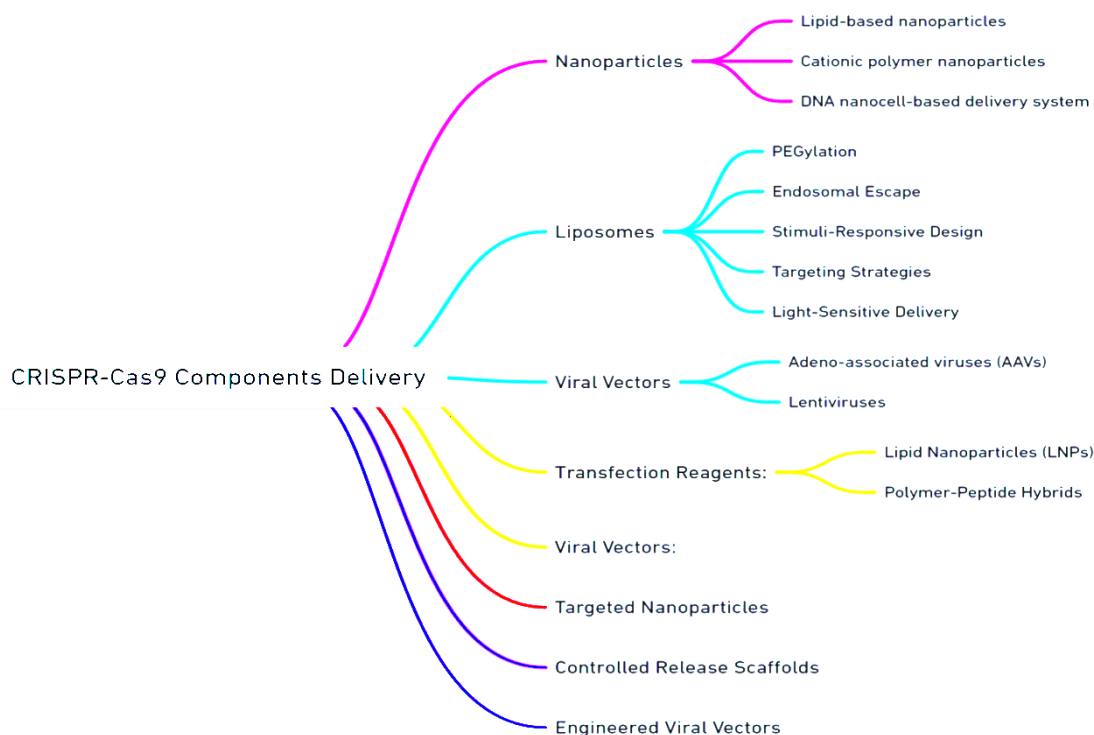 Lipid-based nanoparticles
Nanoparticles
Cationic polymer nanoparticles
DNA nanocell-based delivery system
PEGylation
Endosomal Escape
Liposomes
Stimuli-Responsive Design
Targeting Strategies
Light-Sensitive Delivery
CRISPR-Cas9 Components Delivery
Viral Vectors
Adeno-associated viruses (AAVs)
Lentiviruses
Transfection Reagents:
Lipid Nanoparticles (LNPs)
Polymer-Peptide Hybrids
Viral Vectors:
Targeted Nanoparticles
Controlled Release Scaffolds
Engineered Viral Vectors